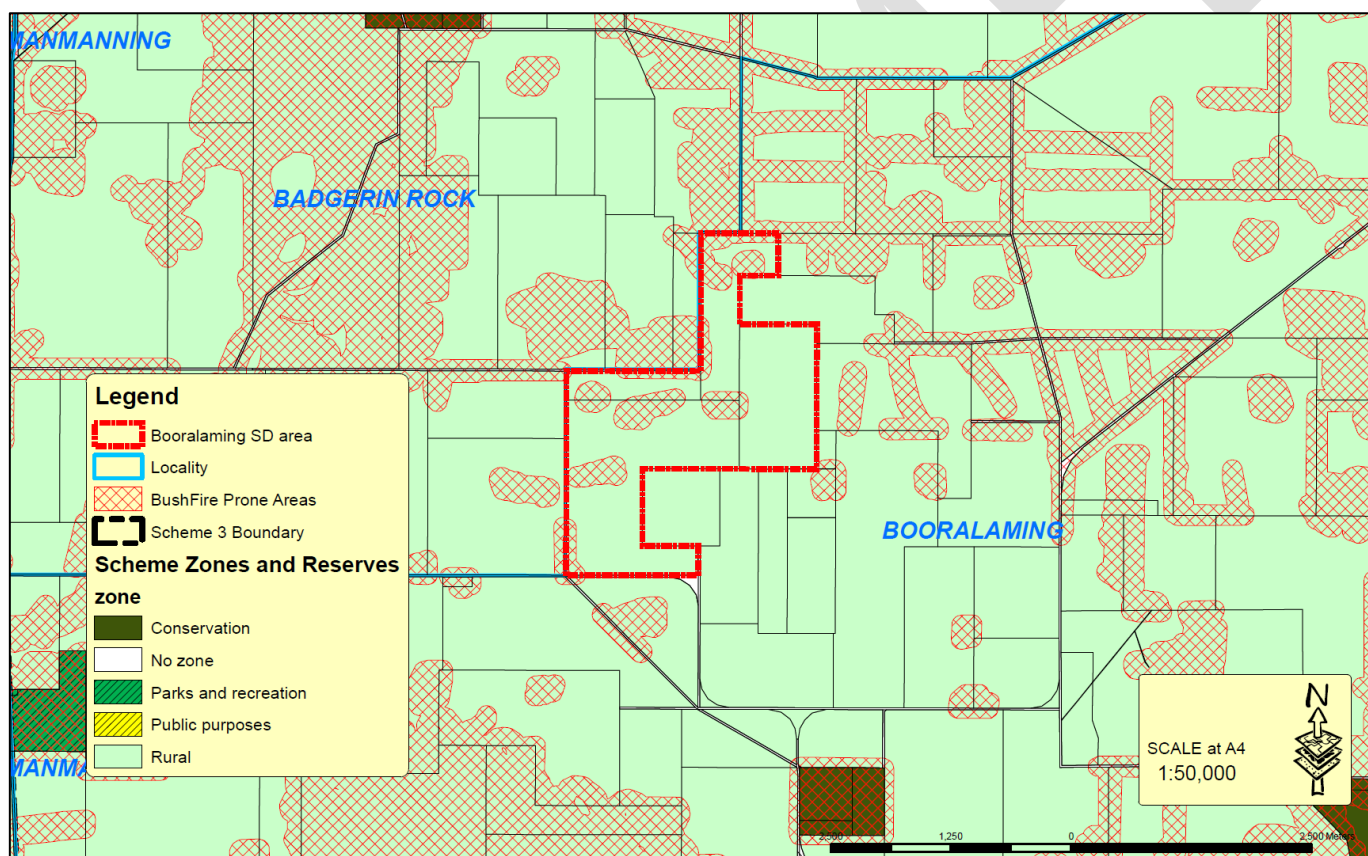 MANMANNING
BADGERIN ROCK
Legend
Booralaming SD area
Locality
BushFire Prone Areas
Scheme 3 Boundary
Scheme Zones and Reserves
zone
Conservation
No zone
Parks and recreation
Public purposes
Rural
BOORALAMING
MANMA
N
SCALE at A4
1:50,000
2,500 1,250 0 2,500 Meters